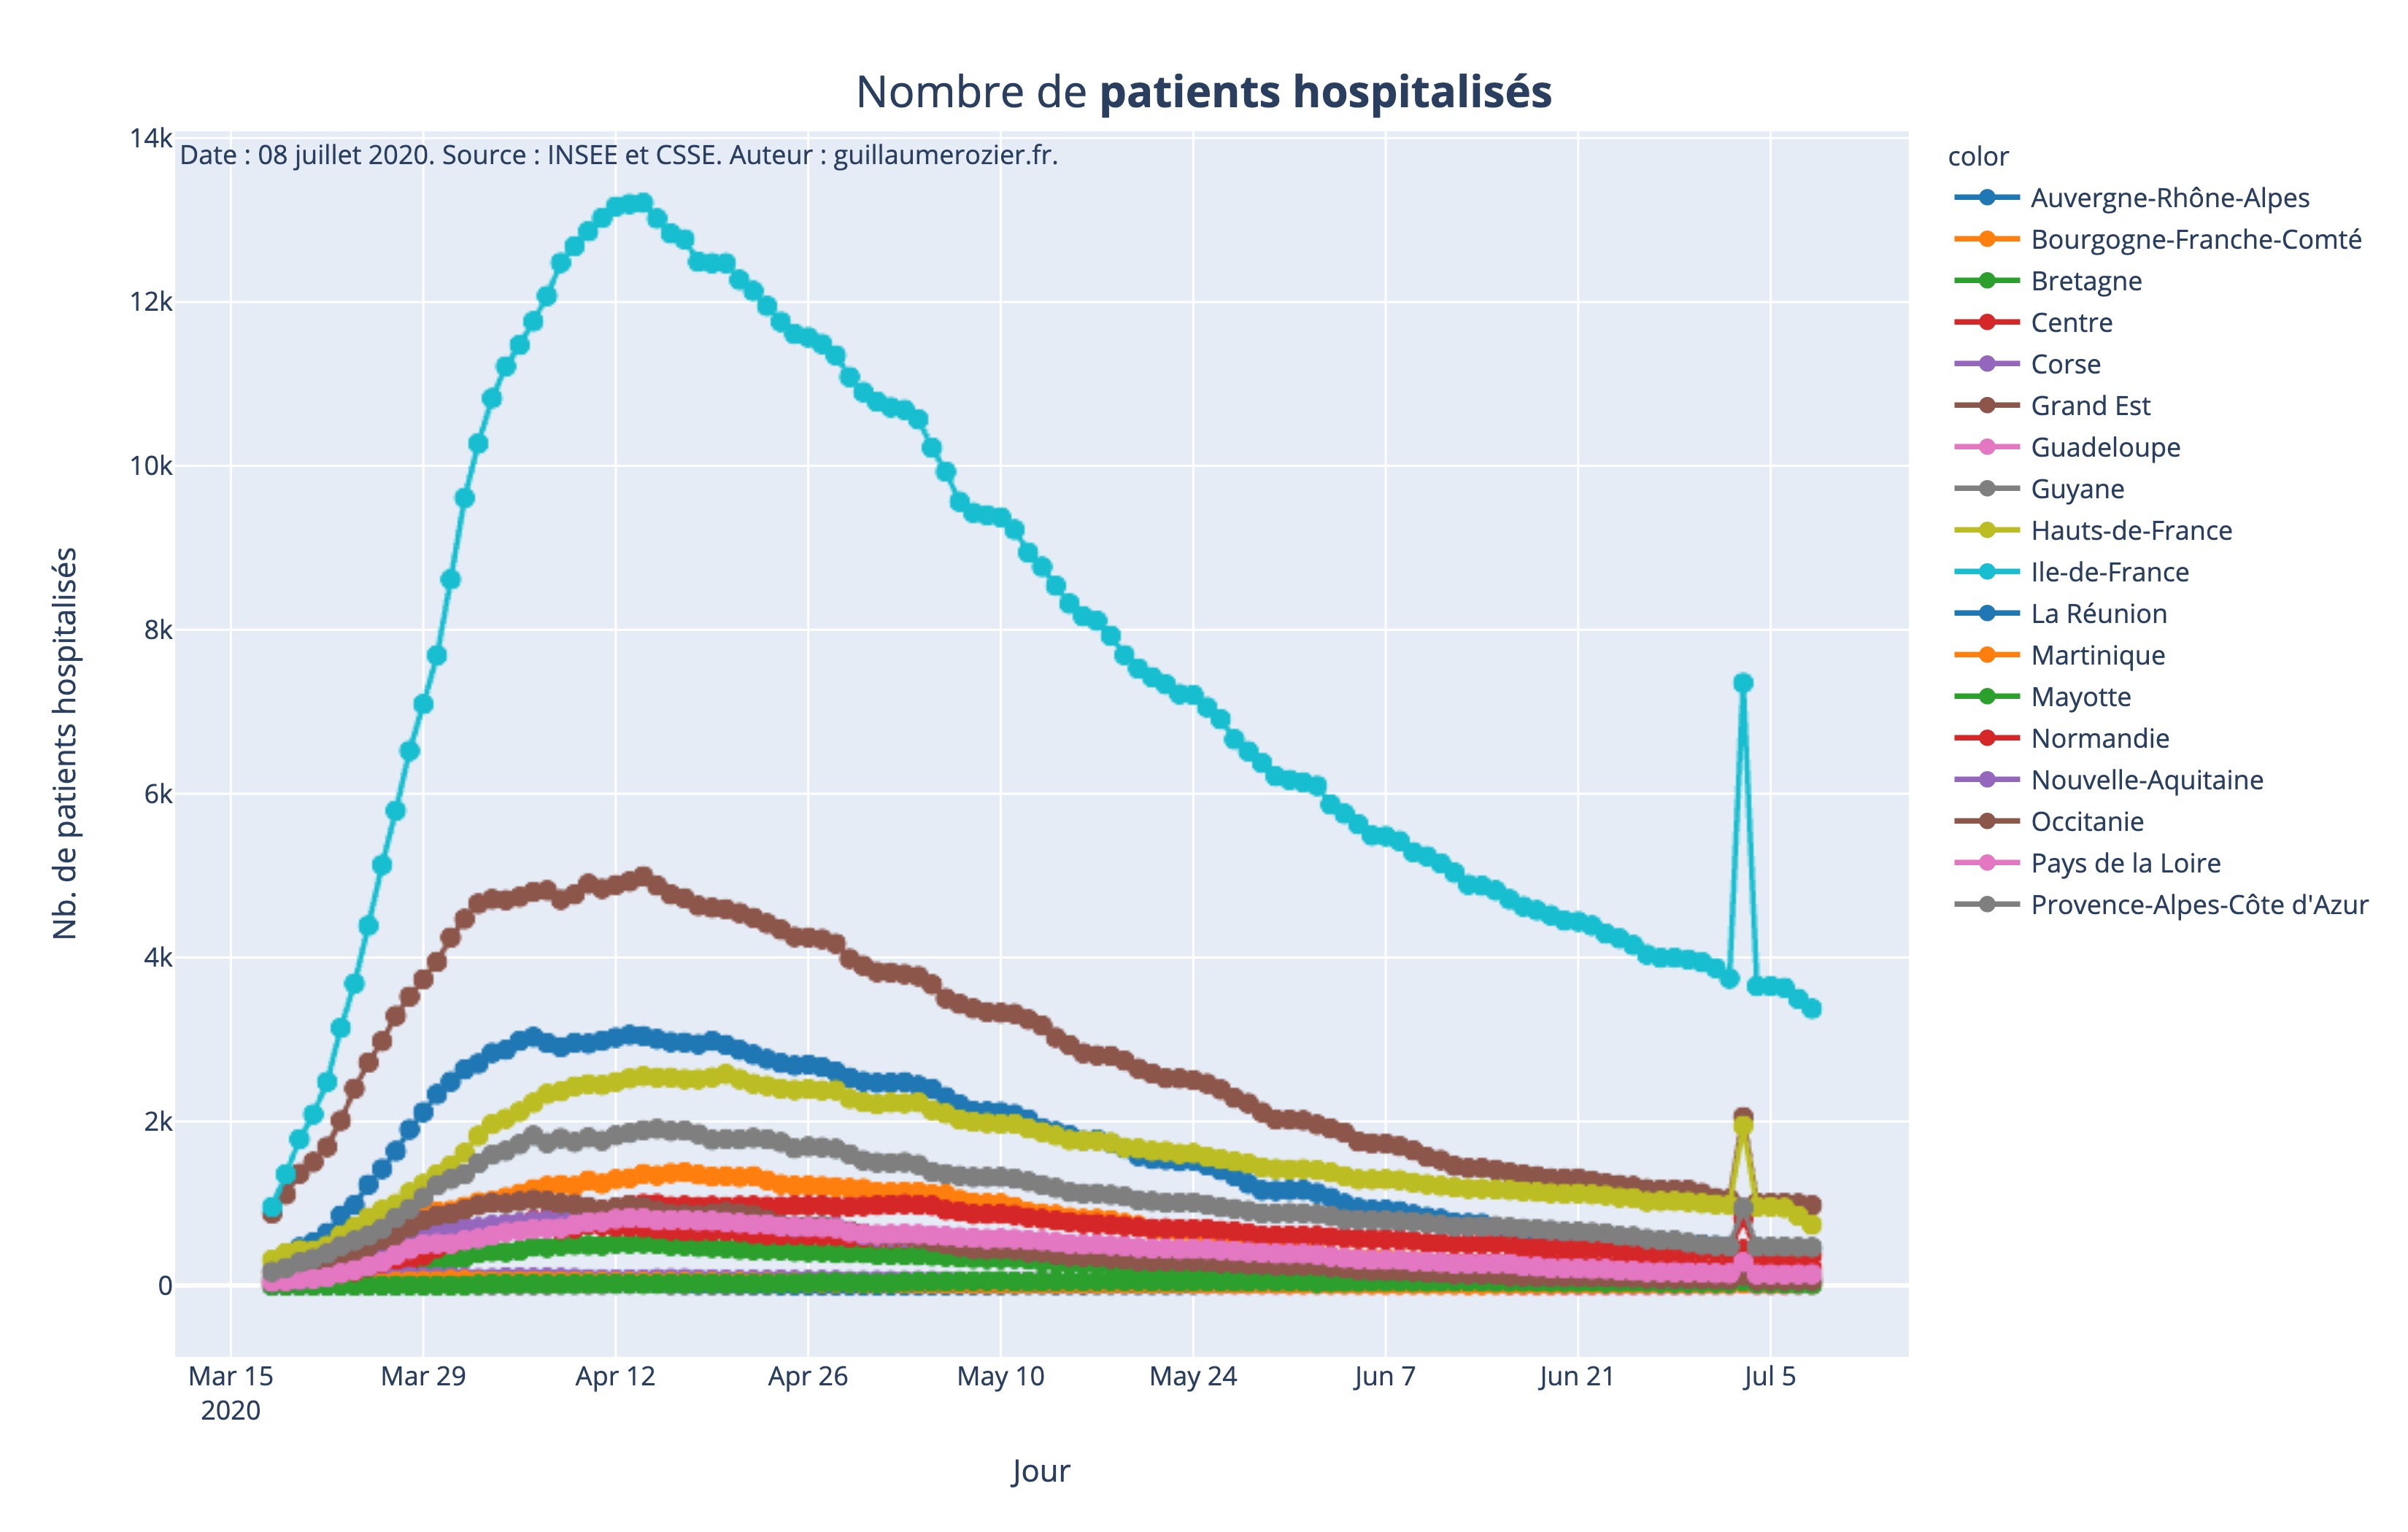 Nombre de patients hospitalisés
Date : 08 juillet 2020. Source : INSEE et CSSE. Auteur : guillaumerozier.fr.
14k
12k
10k
8k
6k
4k
2k
0
Nb. de patients hospitalisés
Mar 15 Mar 29 Apr 12 Apr 26 May 10 May 24 Jun 7 Jun 21 Jul 5
2020
Jour
color
Auvergne-Rhône-Alpes
Bourgogne-Franche-Comté
Bretagne
Centre
Corse
Grand Est
Guadeloupe
Guyane
Hauts-de-France
Ile-de-France
La Réunion
Martinique
Mayotte
Normandie
Nouvelle-Aquitaine
Occitanie
Pays de la Loire
Provence-Alpes-Côte d'Azur